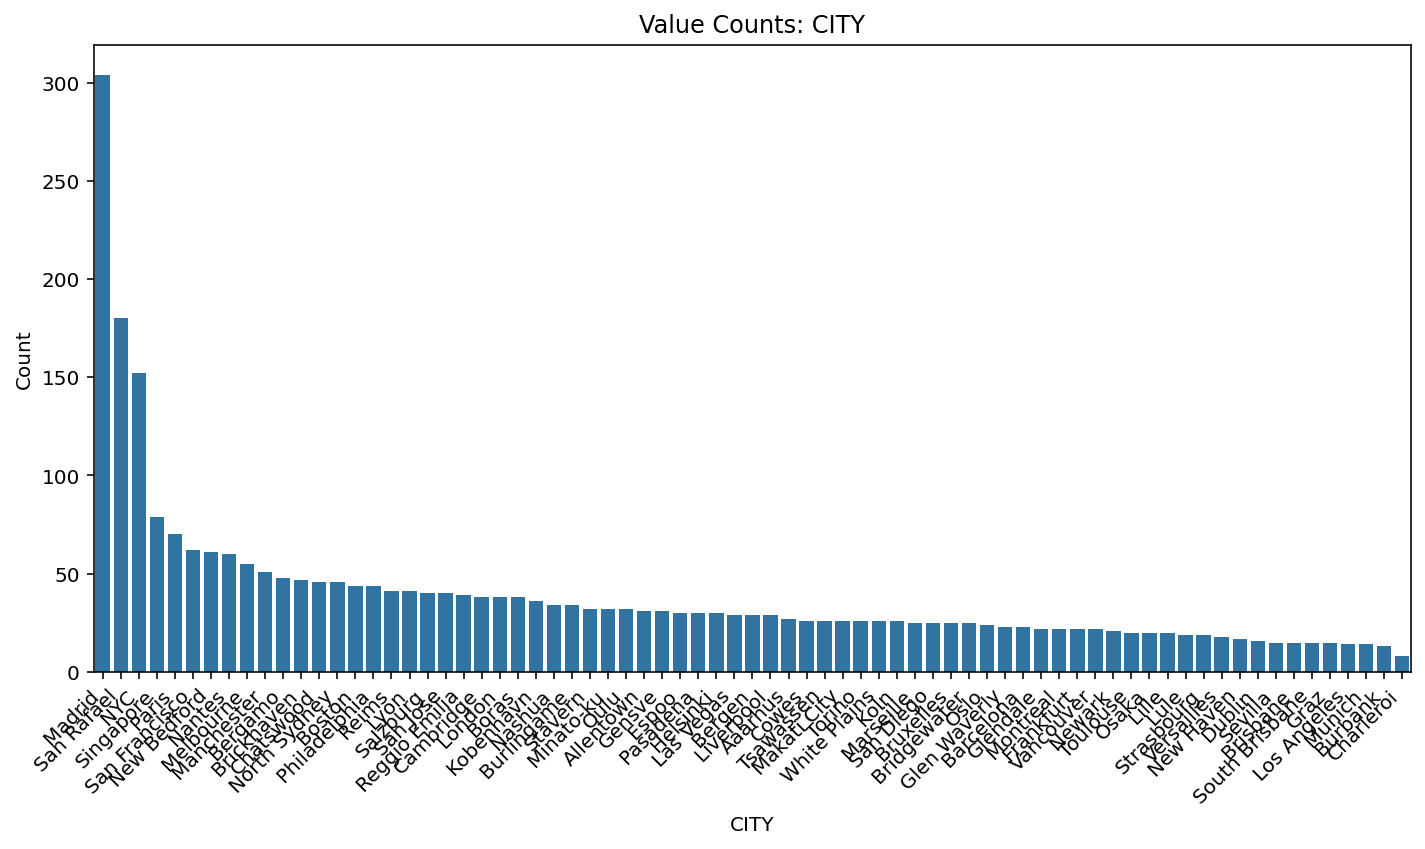 Value Counts: CITY
Count
300
250
200
150
100
50
0
Madrid
San Rafael
NYC
Singapore
Paris
San Francisco
New Bedford
Nantes
Melbourne
Manchester
Bergamo
Brickhaven
Chatswood
North Sydney
Boston
Philadelphia
Reims
Lyon
Salzburg
San Jose
Reggio Emilia
Cambridge
London
Boras
Kobenhavn
Nashua
Burlingame
Stavern
Minato-ku
Oulu
Allentown
Gensve
Espoo
Pasadena
Helsinki
Las Vegas
Bergen
Liverpool
Aaarhus
Cowes
Tsawassen
Makati City
Torino
White Plains
Koln
Marseille
San Diego
Bruxelles
Bridgewater
Oslo
Glen Waverly
Barcelona
Glendale
Montreal
Frankfurt
Vancouver
Newark
Toulouse
Osaka
Lille
Lule
Strasbourg
Versailles
New Haven
Dublin
Sevilla
Brisbane
South Brisbane
Graz
Los Angeles
Munich
Burbank
Charleroi
CITY